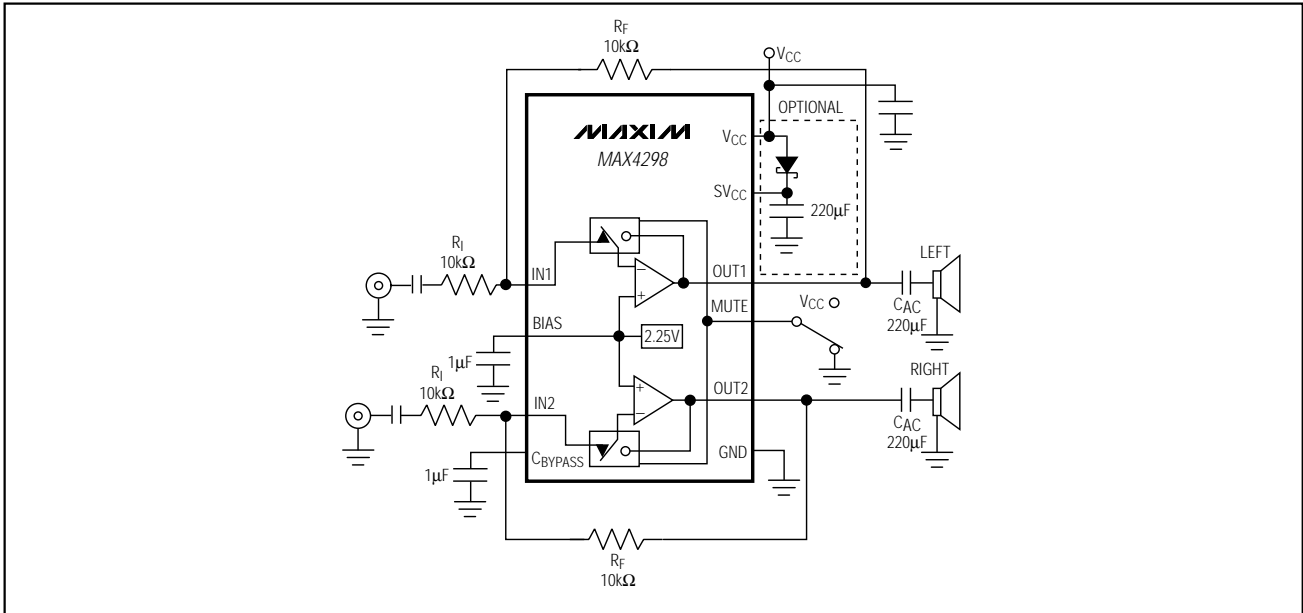 RF
10kΩ
VCC
OPTIONAL
MAXIM
MAX4298
VCC
SVCC
220µF
RI
10kΩ
IN1
OUT1
LEFT
MUTE
VCC
CAC
220µF
BIAS
2.25V
1µF
RI
10kΩ
IN2
OUT2
RIGHT
CAC
220µF
CBYPASS
GND
1µF
RF
10kΩ